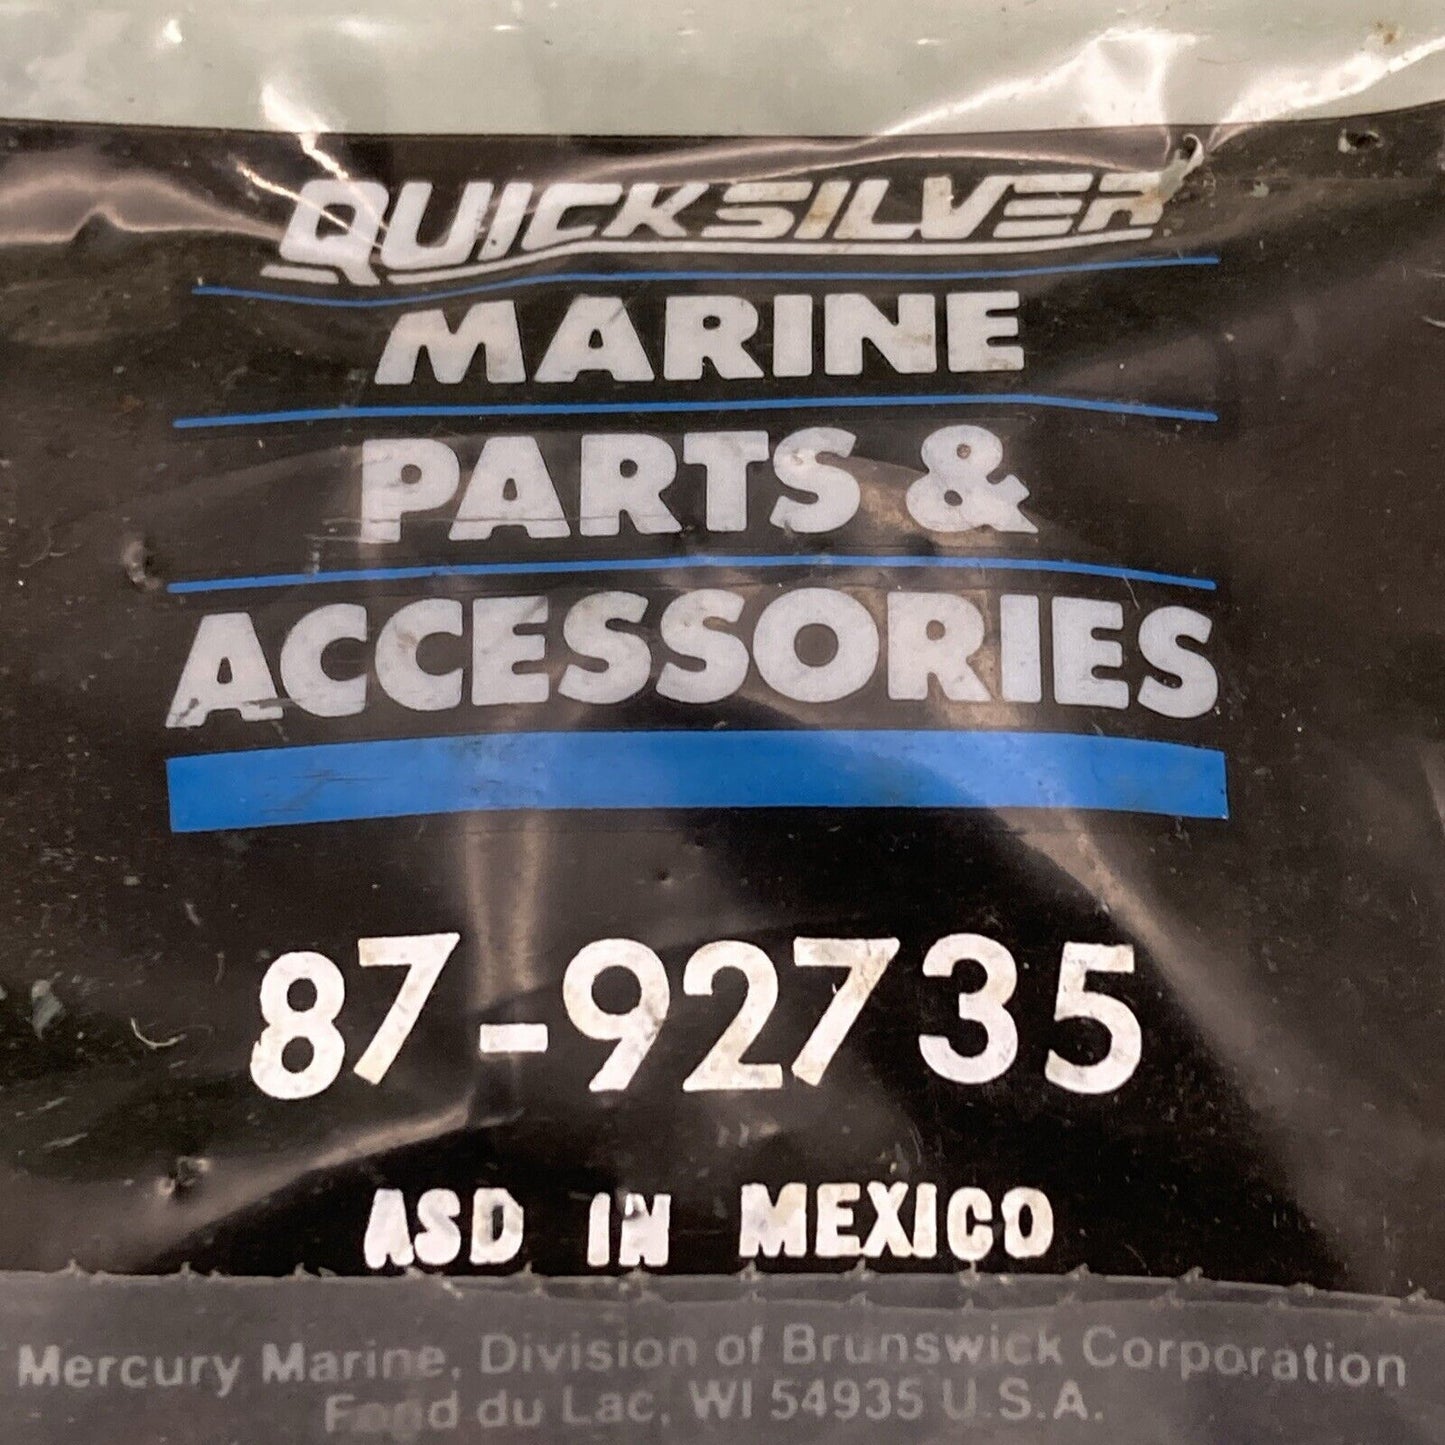 QUICKSILVER
MARINE
PARTS &
ACCESSORIES
87-92735
ASD IN MEXICO
Mercury Marine, Division of Brunswick Corporation
Fond du Lac, WI 54935 U.S.A.